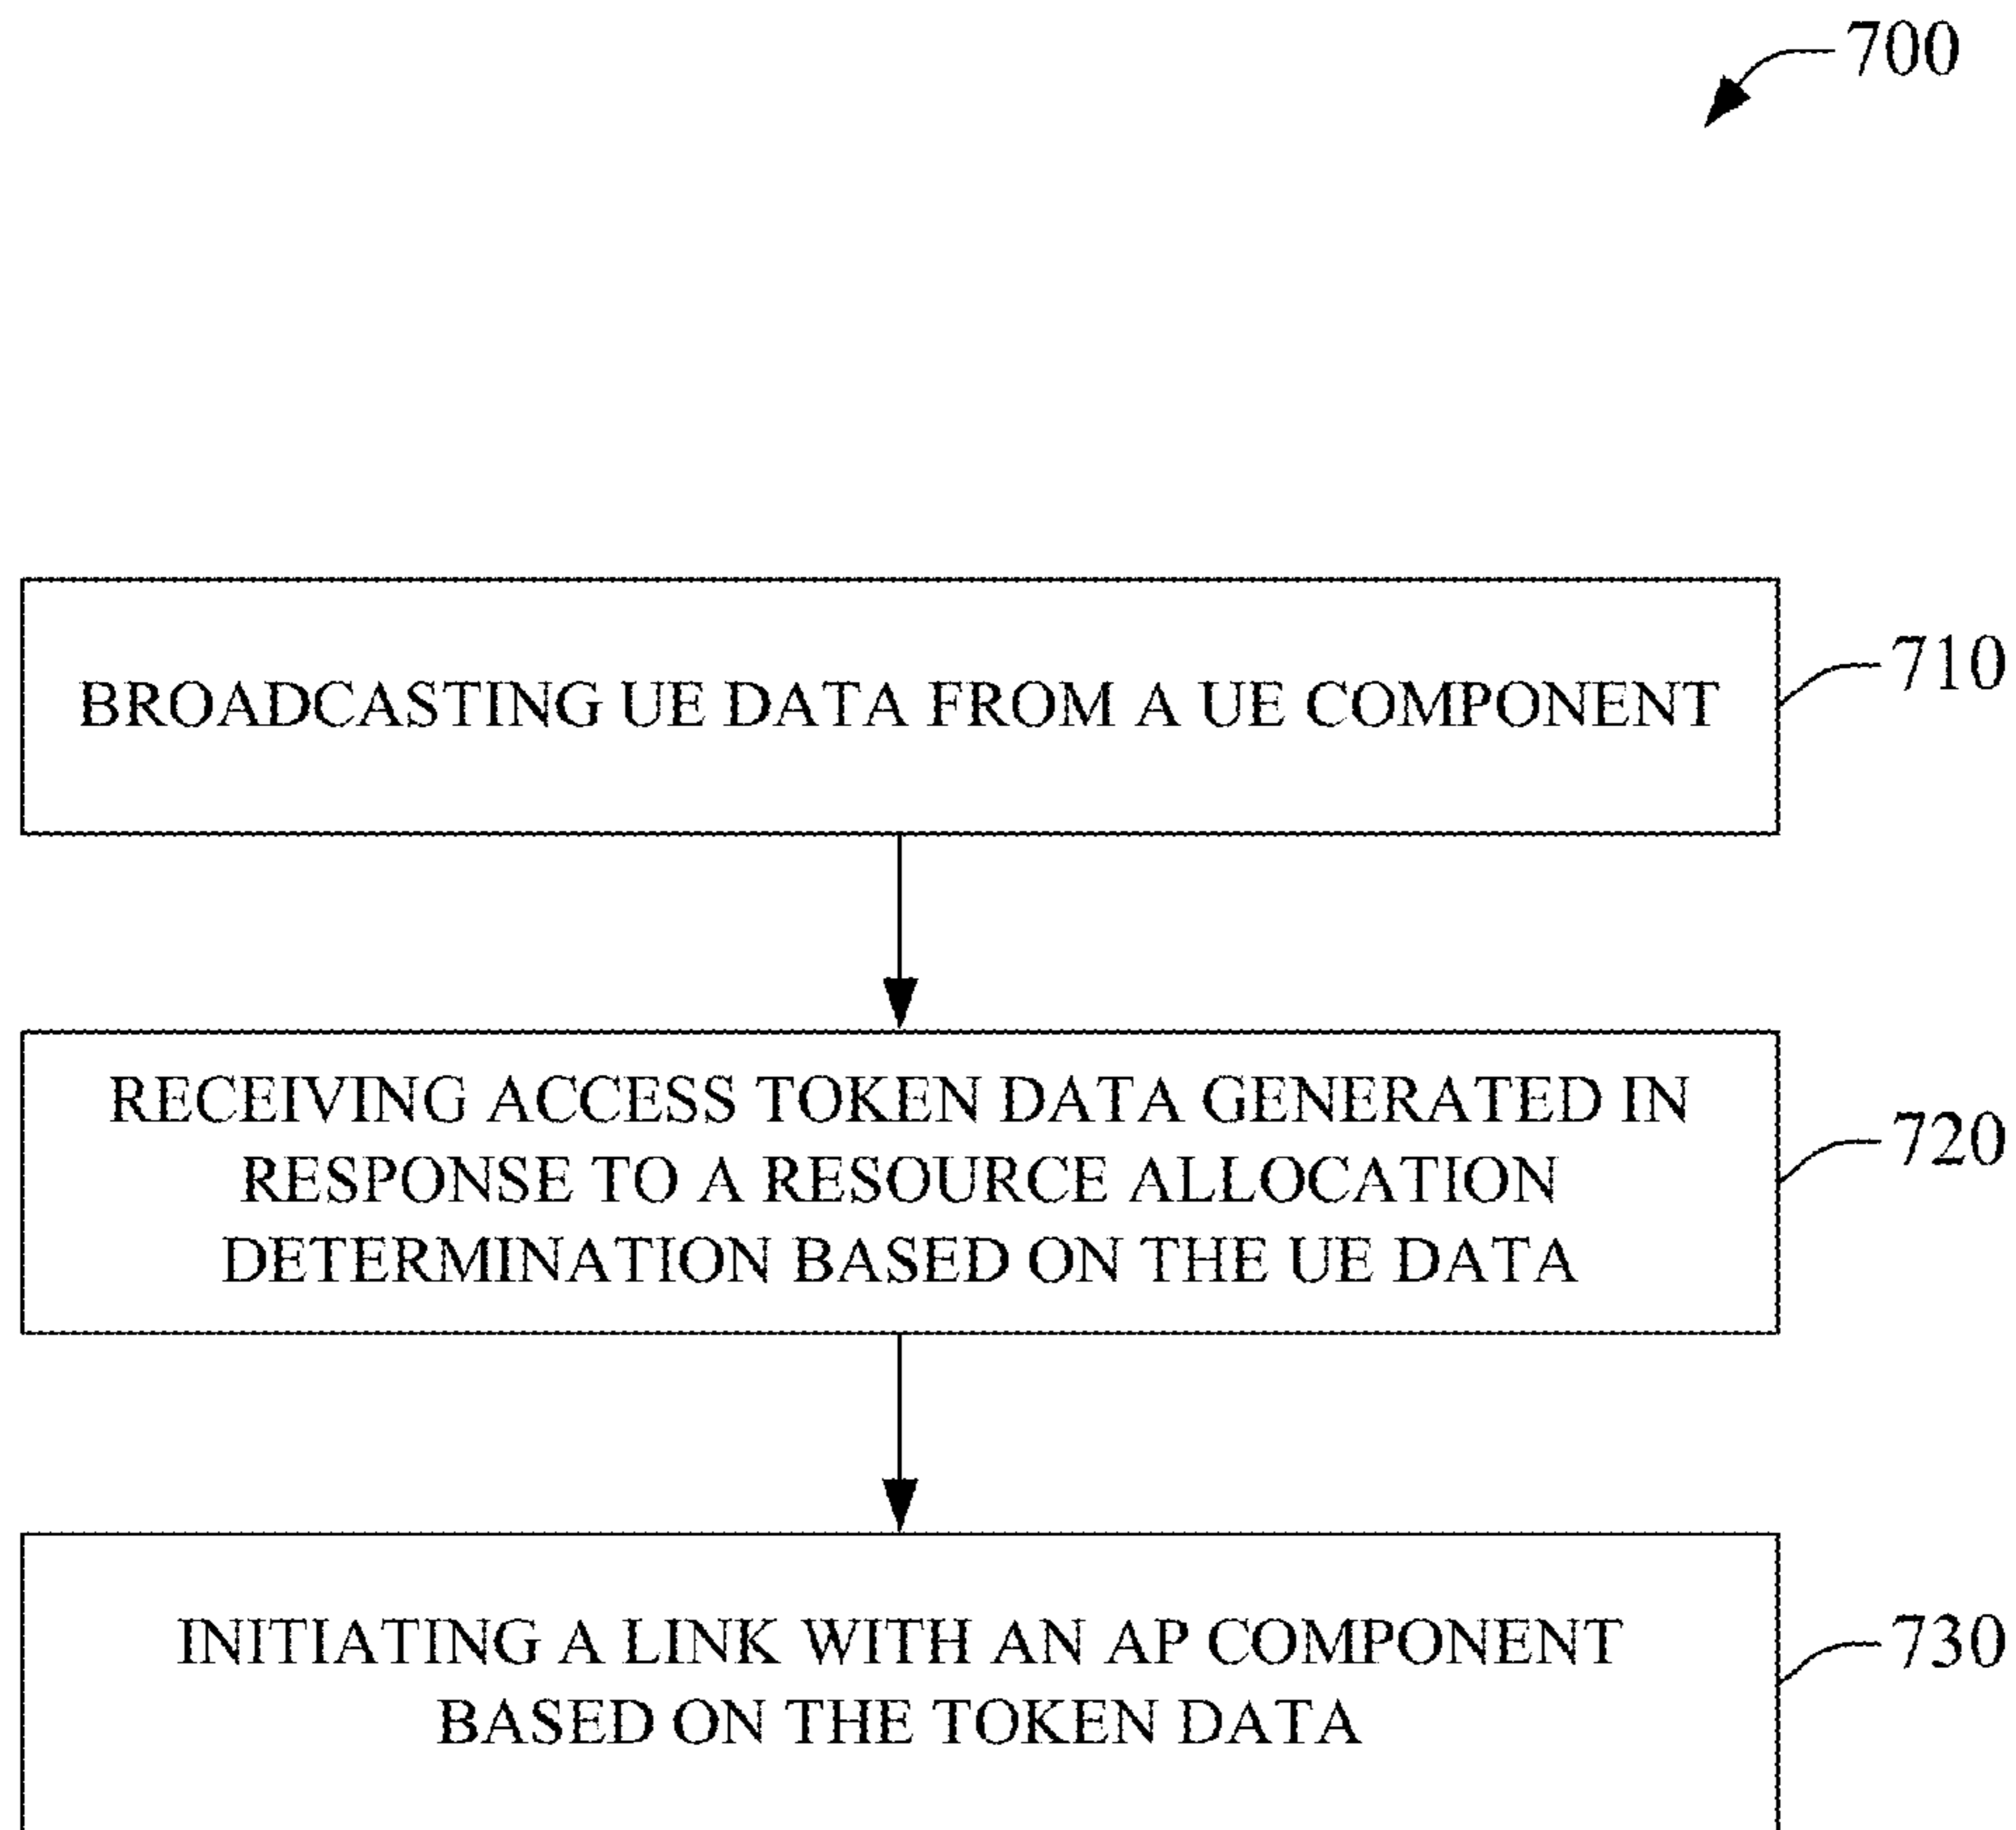 700
BROADCASTING UE DATA FROM A UE COMPONENT
710
RECEIVING ACCESS TOKEN DATA GENERATED IN
RESPONSE TO A RESOURCE ALLOCATION
DETERMINATION BASED ON THE UE DATA
720
INITIATING A LINK WITH AN AP COMPONENT
BASED ON THE TOKEN DATA
730